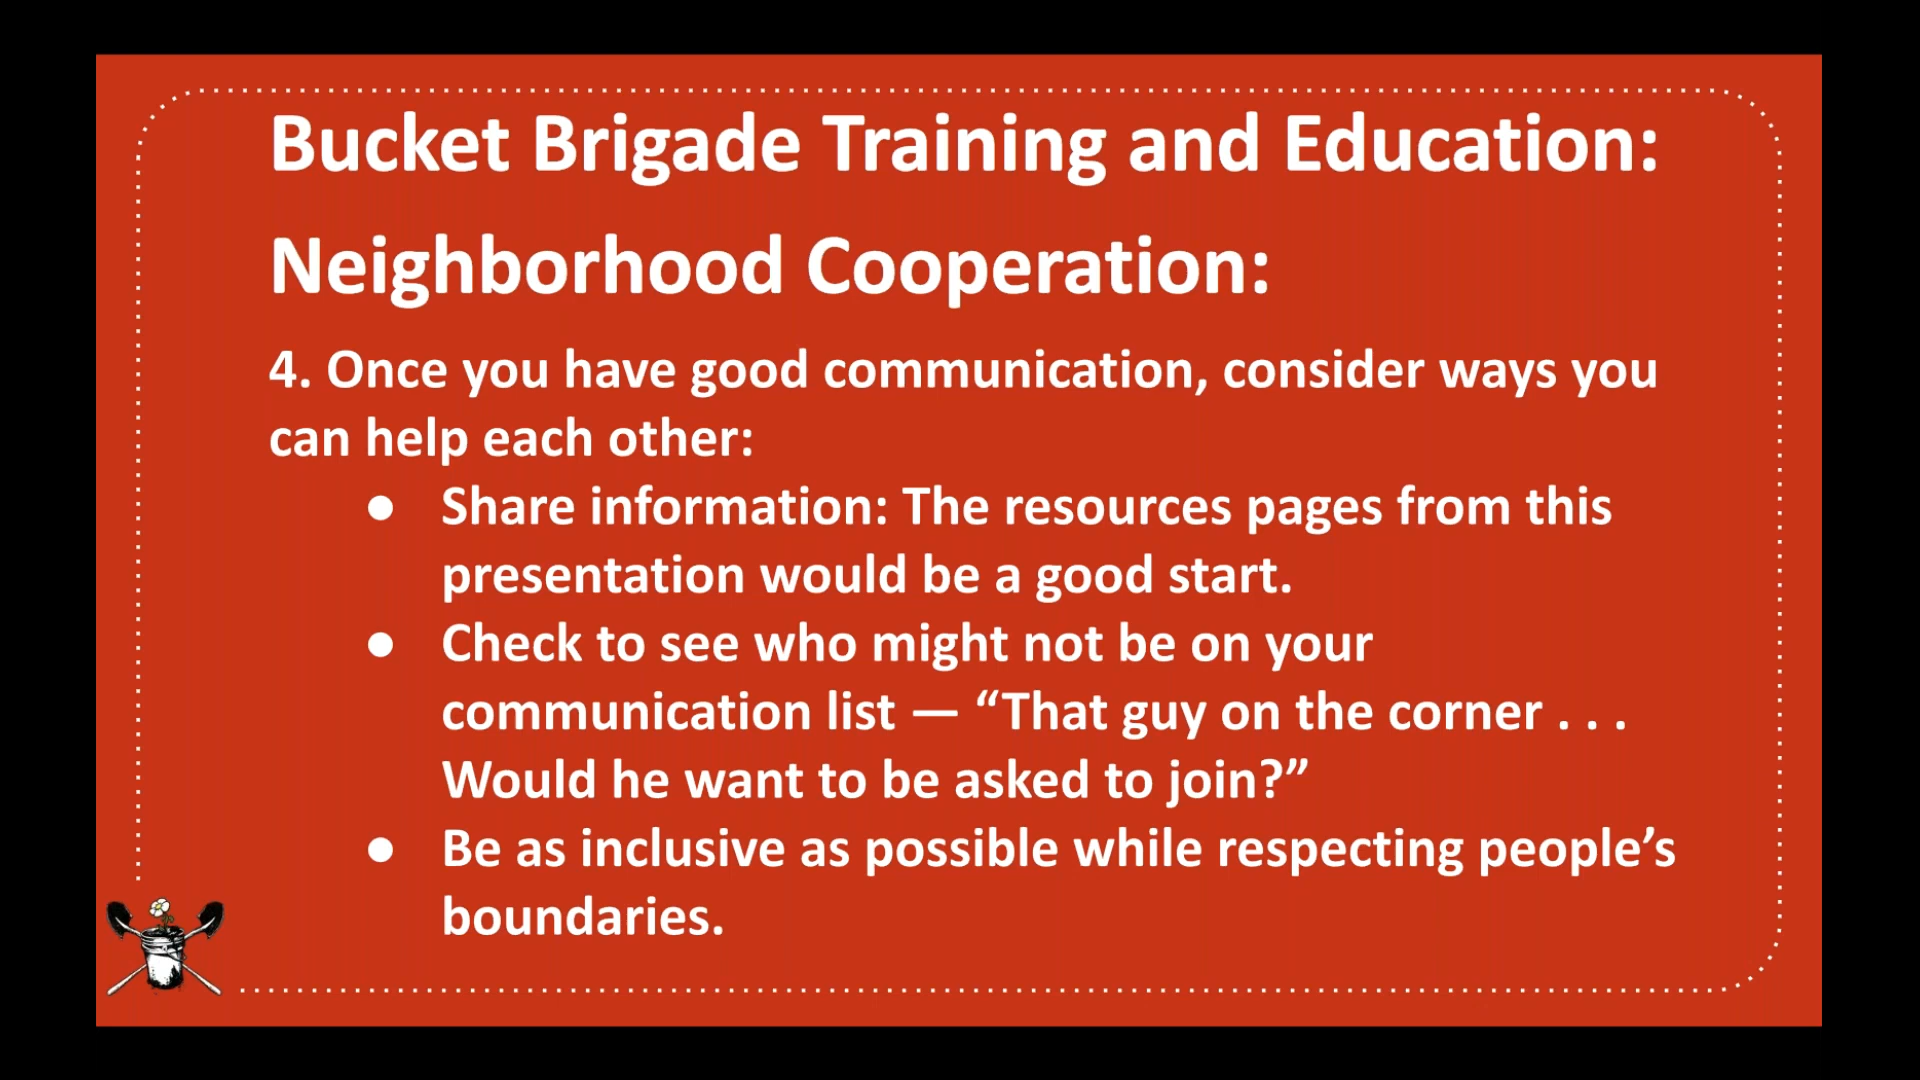 Bucket Brigade Training and Education:
Neighborhood Cooperation:
4. Once you have good communication, consider ways you
can help each other:
● Share information: The resources pages from this
presentation would be a good start.
● Check to see who might not be on your
communication list — “That guy on the corner . . .
Would he want to be asked to join?”
● Be as inclusive as possible while respecting people’s
boundaries.